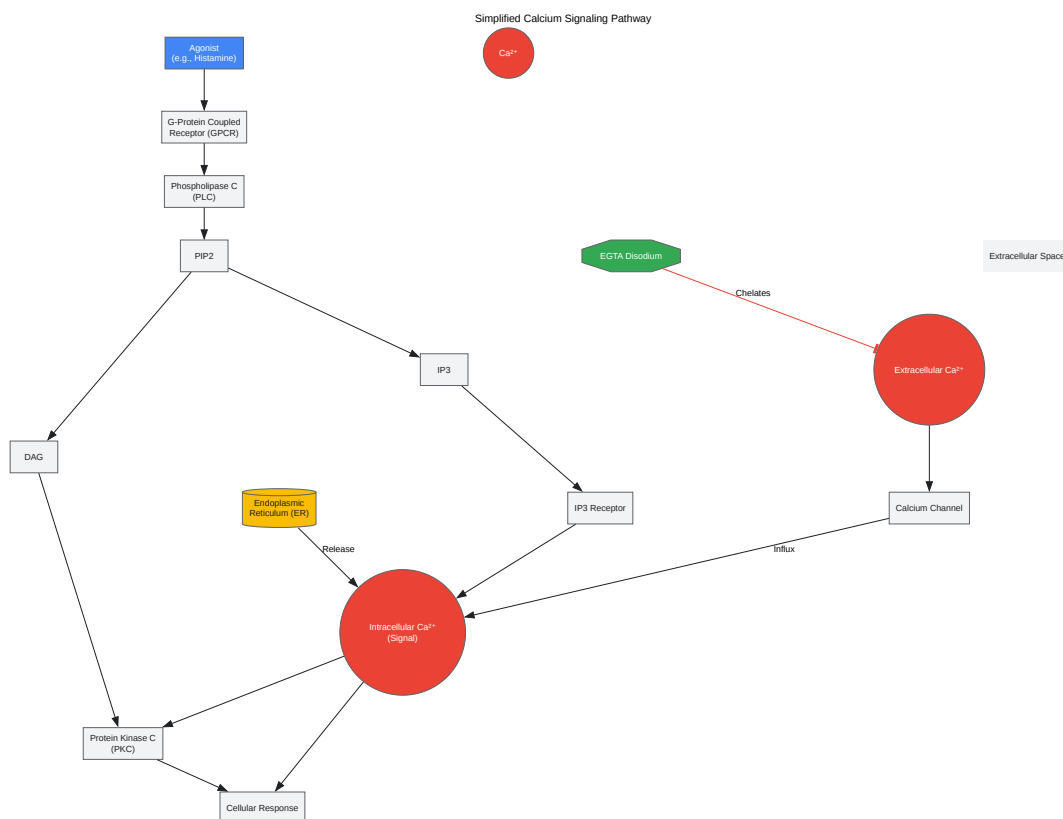 Simplified Calcium Signaling Pathway
Agonist
(e.g., Histamine)
Ca²⁺
G-Protein Coupled
Receptor (GPCR)
Phospholipase C
(PLC)
PIP2
EGTA Disodium
Extracellular Space
Chelates
IP3
Extracellular Ca²⁺
DAG
Endoplasmic
Reticulum (ER)
IP3 Receptor
Calcium Channel
Release
Influx
Intracellular Ca²⁺
(Signal)
Protein Kinase C
(PKC)
Cellular Response